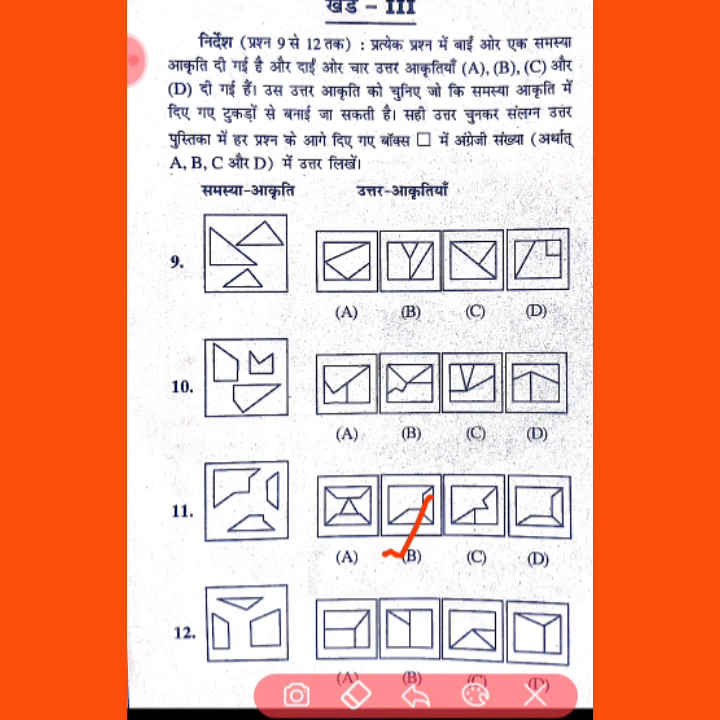 खंड – III
निर्देश (प्रश्न 9 से 12 तक) : प्रत्येक प्रश्न में बाईं ओर एक समस्या
आकृति दी गई है और दाईं ओर चार उत्तर आकृतियाँ (A), (B), (C) और
(D) दी गई हैं। उस उत्तर आकृति को चुनिए जो कि समस्या आकृति में
दिए गए टुकड़ों से बनाई जा सकती है। सही उत्तर चुनकर संलग्न उत्तर
पुस्तिका में हर प्रश्न के आगे दिए गए बॉक्स □ में अंग्रेजी संख्या (अर्थात्
A, B, C और D) में उत्तर लिखें।
समस्या-आकृति उत्तर-आकृतियाँ
9.
(A) (B) (C) (D)
10.
(A) (B) (C) (D)
11.
(A) (B) (C) (D)
12.
(A) (B) (C) (D)